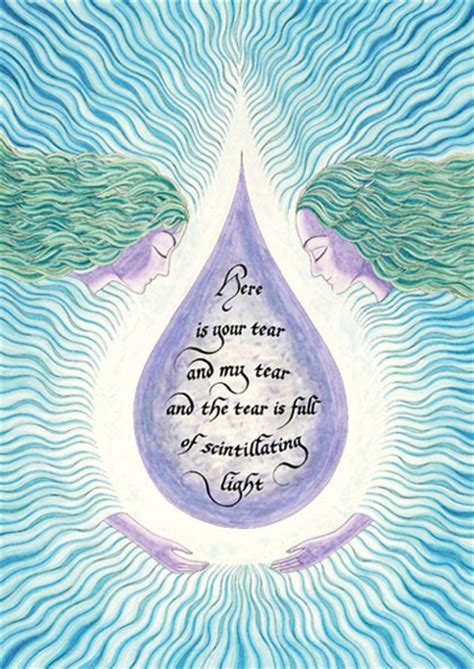 Here
is your tear
and my tear
and the tear is full
of scintillating
light